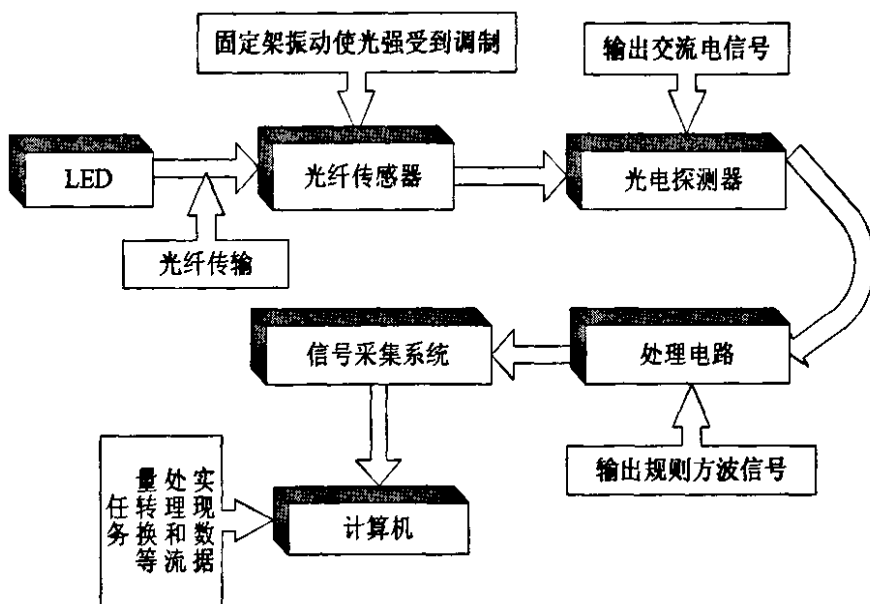 固定架振动使光强受到调制
输出交流电信号
LED
光纤传感器
光电探测器
光纤传输
信号采集系统
处理电路
输出规则方波信号
实现数据
处理和流
量转换等
任务
计算机